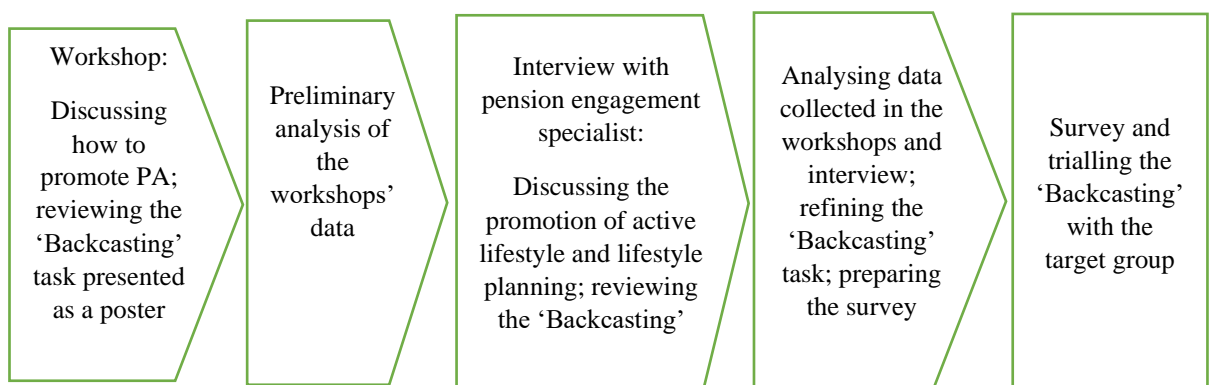 Workshop:
Discussing
how to
promote PA;
reviewing the
‘Backcasting’
task presented
as a poster
Preliminary
analysis of
the
workshops’
data
Interview with
pension engagement
specialist:
Discussing the
promotion of active
lifestyle and lifestyle
planning; reviewing
the ‘Backcasting’
Analysing data
collected in the
workshops and
interview;
refining the
‘Backcasting’
task; preparing
the survey
Survey and
trialling the
‘Backcasting’
with the
target group